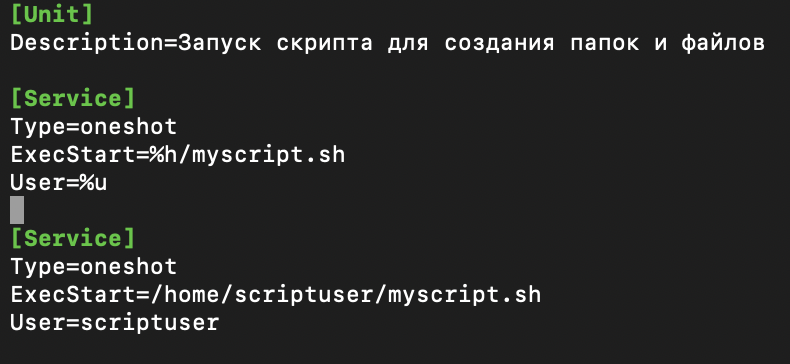 [Unit]
Description=Запуск скрипта для создания папок и файлов
[Service]
Type=oneshot
ExecStart=%h/myscript.sh
User=%u
[Service]
Type=oneshot
ExecStart=/home/scriptuser/myscript.sh
User=scriptuser